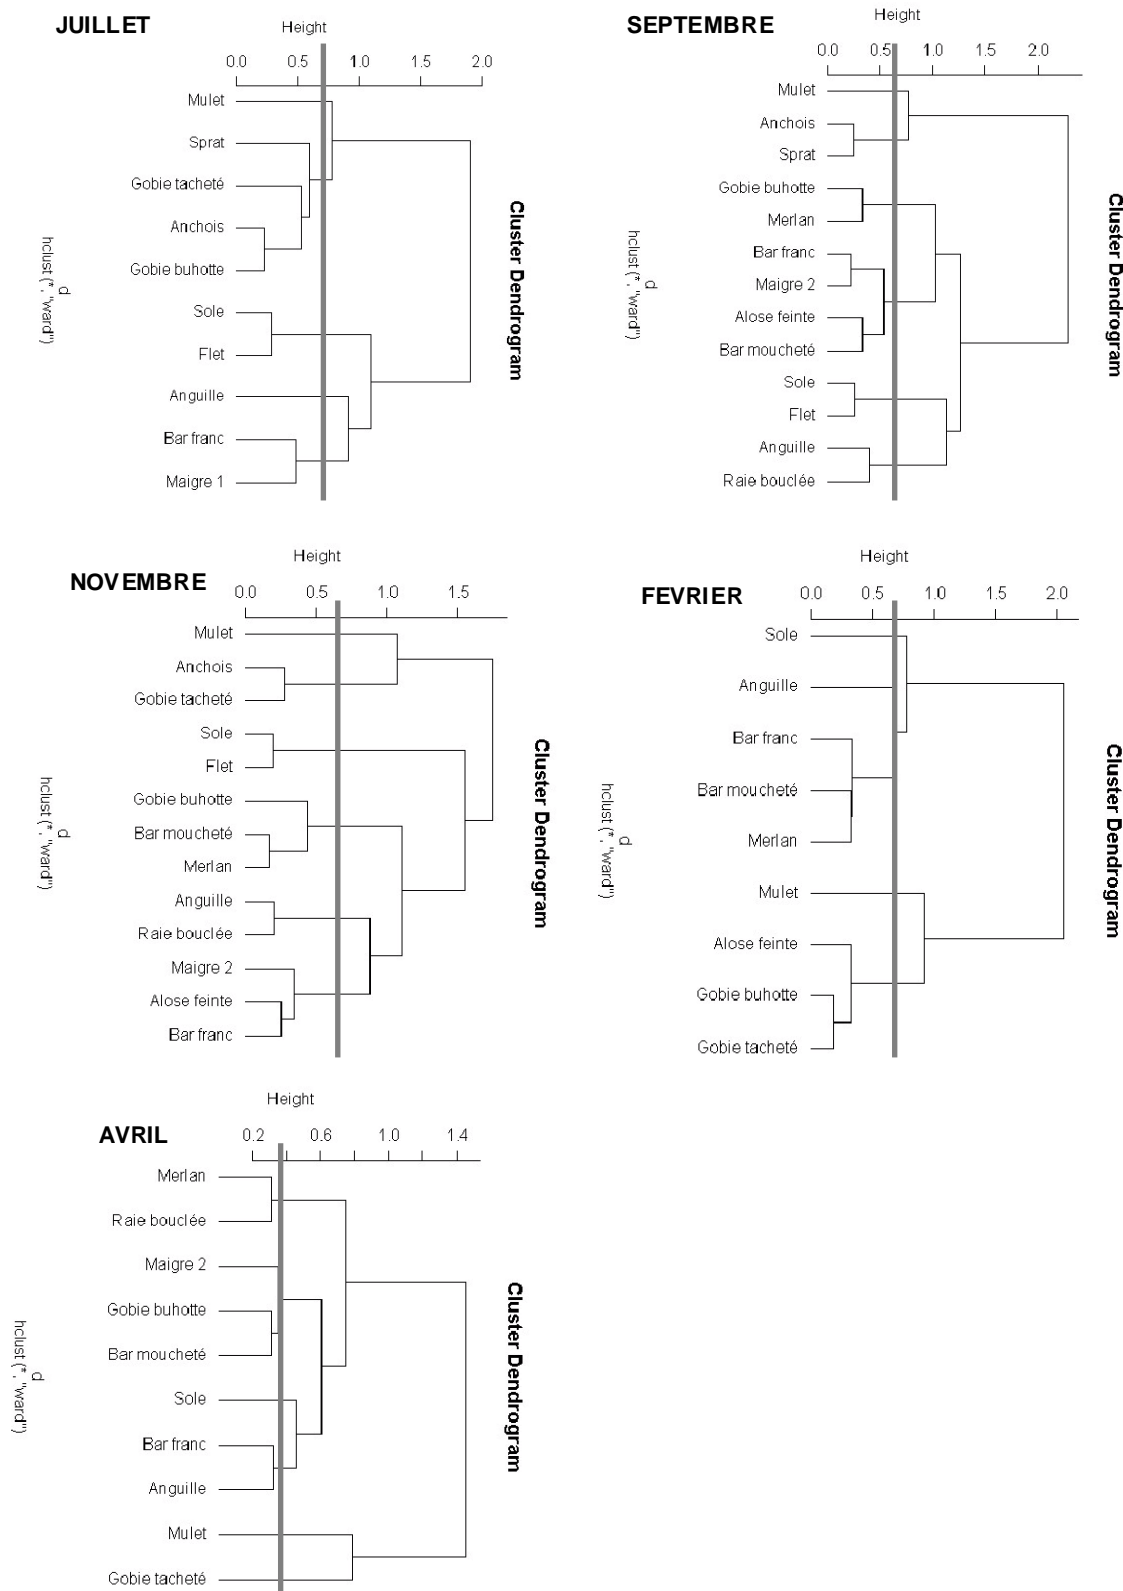 JUILLET
Height
0.0 0.5 1.0 1.5 2.0
Mulet
Sprat
Gobie tacheté
Anchois
Gobie buhotte
Sole
Flet
Anguille
Bar franc
Maigre 1
Cluster Dendrogram
d
hclust (*, "ward")
SEPTEMBRE
Height
0.0 0.5 1.0 1.5 2.0
Mulet
Anchois
Sprat
Gobie buhotte
Merlan
Bar franc
Maigre 2
Alose feinte
Bar moucheté
Sole
Flet
Anguille
Raie bouclée
Cluster Dendrogram
d
hclust (*, "ward")
NOVEMBRE
Height
0.0 0.5 1.0 1.5
Mulet
Anchois
Gobie tacheté
Sole
Flet
Gobie buhotte
Bar moucheté
Merlan
Anguille
Raie bouclée
Maigre 2
Alose feinte
Bar franc
Cluster Dendrogram
d
hclust (*, "ward")
FEVRIER
Height
0.0 0.5 1.0 1.5 2.0
Sole
Anguille
Bar franc
Bar moucheté
Merlan
Mulet
Alose feinte
Gobie buhotte
Gobie tacheté
Cluster Dendrogram
d
hclust (*, "ward")
AVRIL
Height
0.2 0.6 1.0 1.4
Merlan
Raie bouclée
Maigre 2
Gobie buhotte
Bar moucheté
Sole
Bar franc
Anguille
Mulet
Gobie tacheté
Cluster Dendrogram
d
hclust (*, "ward")